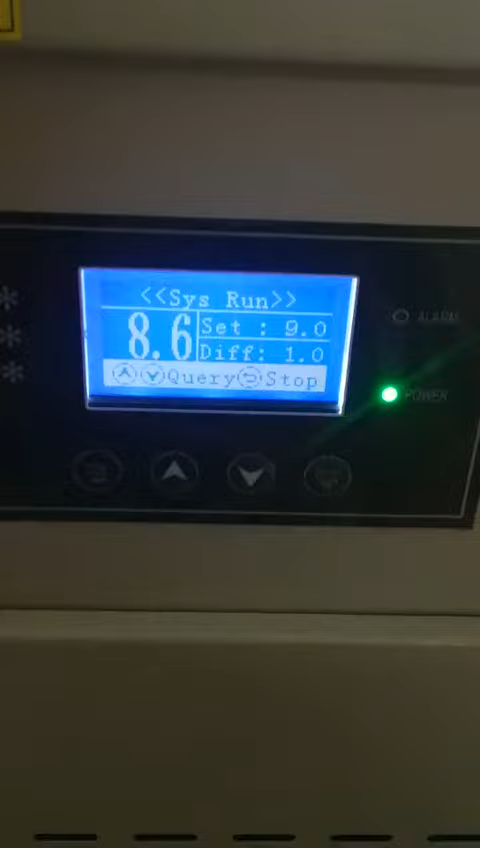 <<Sys Run>>
8.6
Set : 9.0
Diff: 1.0
Query Stop
ALARM
POWER